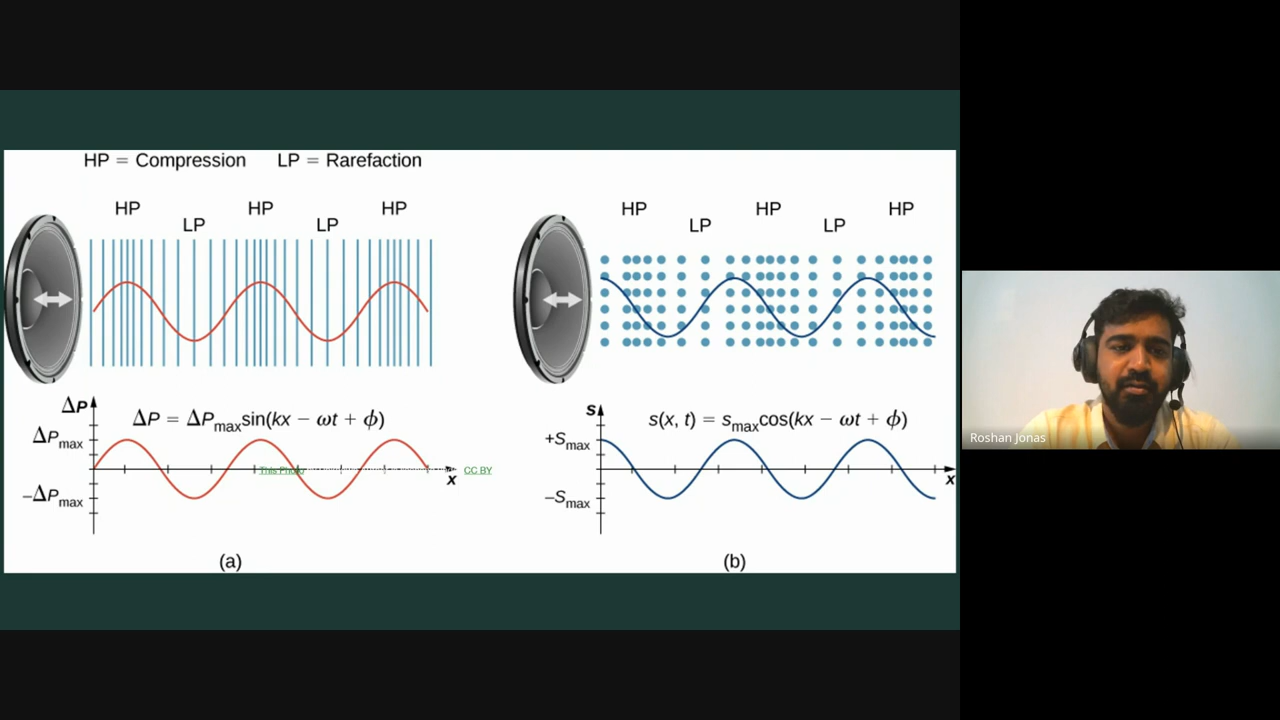 HP = Compression LP = Rarefaction
HP LP HP LP HP
HP LP HP LP HP
ΔP
ΔP = ΔPmaxsin(kx − ωt + ϕ)
ΔPmax
−ΔPmax
x
This Photo
CC BY
(a)
s
s(x, t) = smaxcos(kx − ωt + ϕ)
+Smax
−Smax
x
(b)
Roshan Jonas